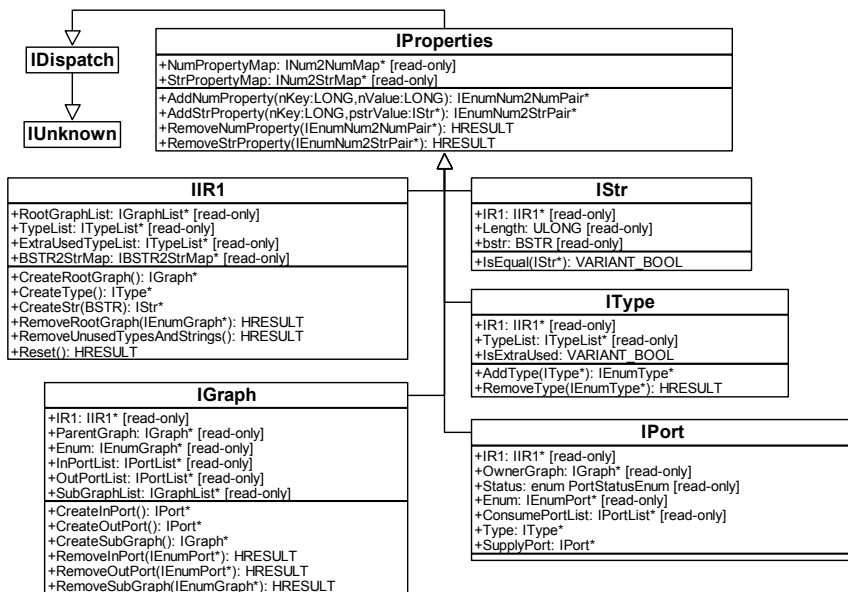 IProperties
+NumPropertyMap: INum2NumMap* [read-only]
+StrPropertyMap: INum2StrMap* [read-only]
+AddNumProperty(nKey:LONG,nValue:LONG): IEnumNum2NumPair*
+AddStrProperty(nKey:LONG,pstrValue:IStr*): IEnumNum2StrPair*
+RemoveNumProperty(IEnumNum2NumPair*): HRESULT
+RemoveStrProperty(IEnumNum2StrPair*): HRESULT
IDispatch
IUnknown
IIR1
+RootGraphList: IGraphList* [read-only]
+TypeList: ITypeList* [read-only]
+ExtraUsedTypeList: ITypeList* [read-only]
+BSTR2StrMap: IBSTR2StrMap* [read-only]
+CreateRootGraph(): IGraph*
+CreateType(): IType*
+CreateStr(BSTR): IStr*
+RemoveRootGraph(IEnumGraph*): HRESULT
+RemoveUnusedTypesAndStrings(): HRESULT
+Reset(): HRESULT
IStr
+IR1: IIR1* [read-only]
+Length: ULONG [read-only]
+bstr: BSTR [read-only]
+IsEqual(IStr*): VARIANT_BOOL
IType
+IR1: IIR1* [read-only]
+TypeList: ITypeList* [read-only]
+IsExtraUsed: VARIANT_BOOL
+AddType(IType*): IEnumType*
+RemoveType(IEnumType*): HRESULT
IGraph
+IR1: IIR1* [read-only]
+ParentGraph: IGraph* [read-only]
+Enum: IEnumGraph* [read-only]
+InPortList: IPortList* [read-only]
+OutPortList: IPortList* [read-only]
+SubGraphList: IGraphList* [read-only]
+CreateInPort(): IPort*
+CreateOutPort(): IPort*
+CreateSubGraph(): IGraph*
+RemoveInPort(IEnumPort*): HRESULT
+RemoveOutPort(IEnumPort*): HRESULT
+RemoveSubGraph(IEnumGraph*): HRESULT
IPort
+IR1: IIR1* [read-only]
+OwnerGraph: IGraph* [read-only]
+Status: enum PortStatusEnum [read-only]
+Enum: IEnumPort* [read-only]
+ConsumePortList: IPortList* [read-only]
+Type: IType*
+SupplyPort: IPort*